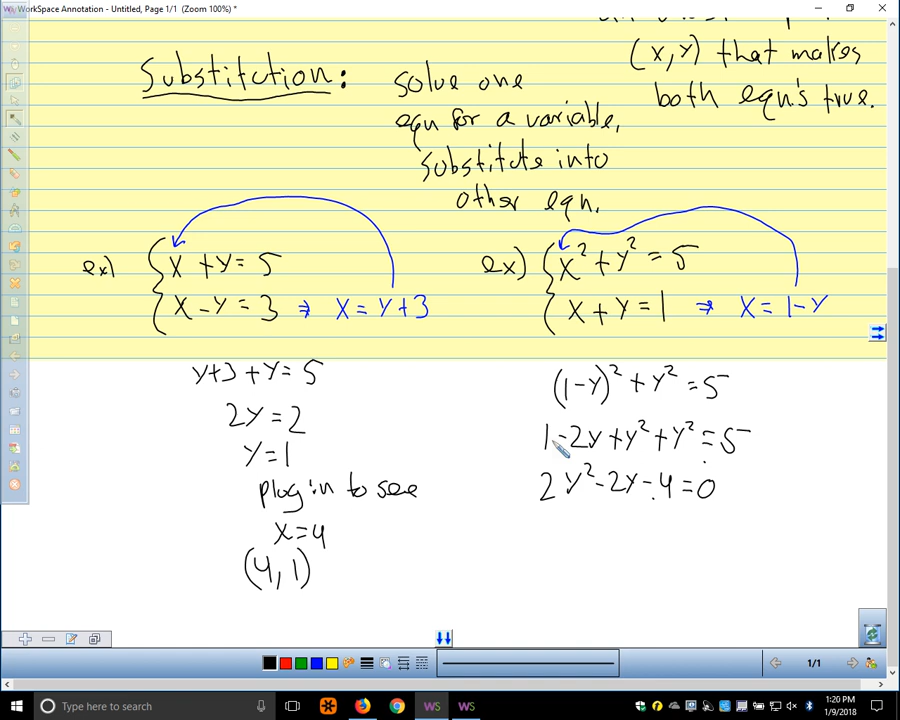 WorkSpace Annotation - Untitled, Page 1/1 (Zoom 100%) *
(x,y) that makes
both eqn's true.
Substitution:
solve one
eqn for a variable,
substitute into
other eqn.
ex) x + y = 5
x - y = 3 ⇒ x = y + 3
y+3 + y = 5
2y = 2
y = 1
plug in to see
x = 4
(4, 1)
ex) x² + y² = 5
x + y = 1 ⇒ x = 1 - y
(1-y)² + y² = 5
1 - 2y + y² + y² = 5
2y² - 2y - 4 = 0
1/1
Type here to search
WS
WS
1:20 PM
1/9/2018